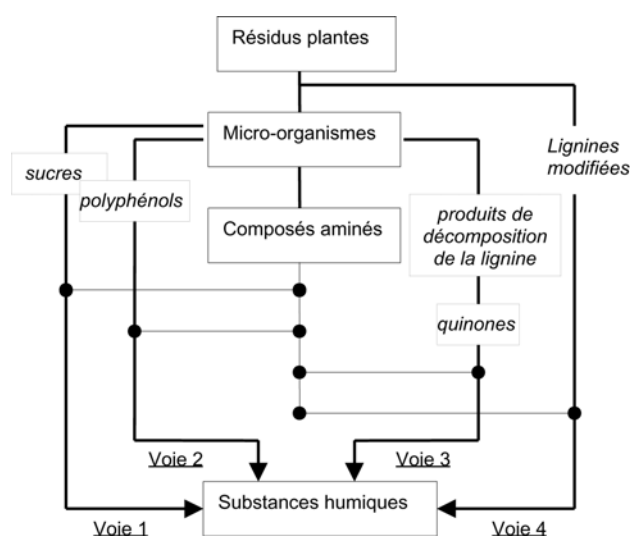 Résidus plantes
Micro-organismes
Lignines
modifiées
sucres
polyphénols
Composés aminés
produits de
décomposition
de la lignine
quinones
Voie 2
Voie 3
Substances humiques
Voie 1
Voie 4